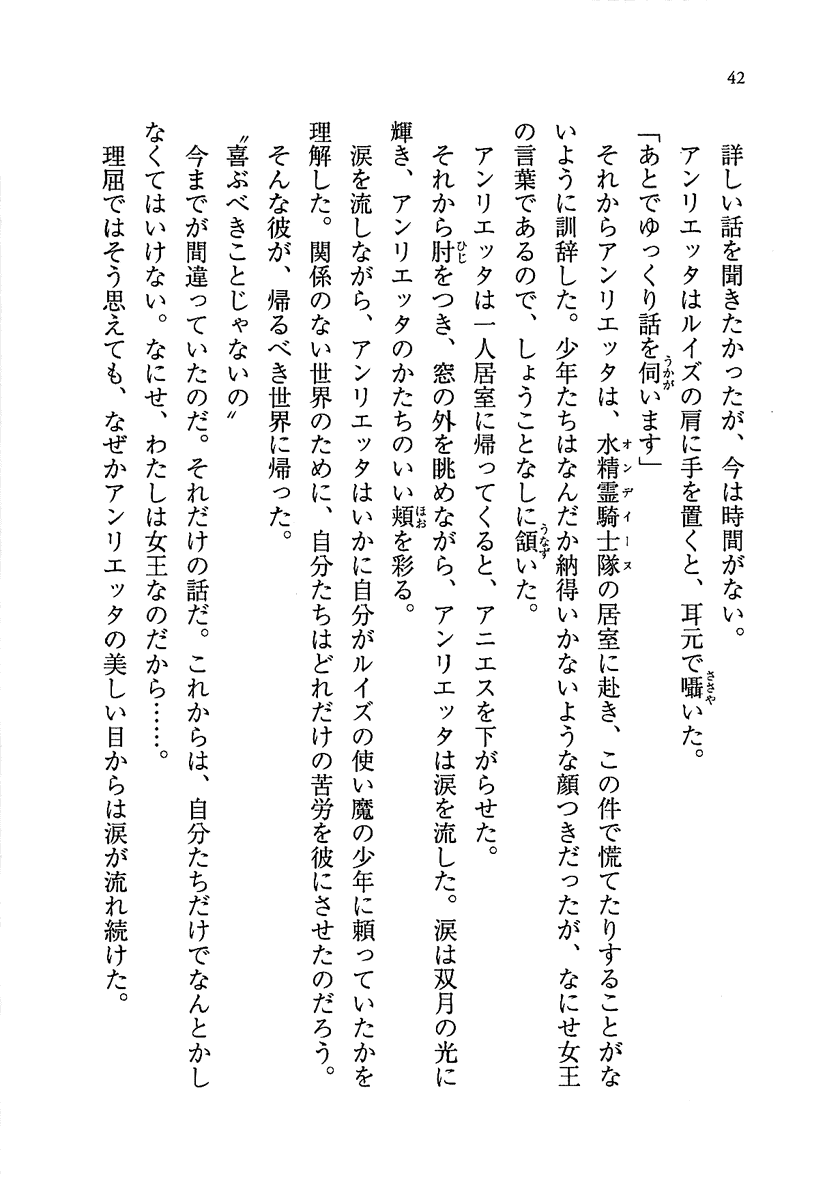 42
詳しい話を聞きたかったが、今は時間がない。
アンリエッタはルイズの肩に手を置くと、耳元で囁いた。
「あとでゆっくり話を伺います」
それからアンリエッタは、水精霊騎士隊の居室に赴き、この件で慌てたりすることがな
いように訓辞した。少年たちはなんだか納得いかないような顔つきだったが、なにせ女王
の言葉であるので、しょうことなしに頷いた。
アンリエッタは一人居室に帰ってくると、アニエスを下がらせた。
それから肘をつき、窓の外を眺めながら、アンリエッタは涙を流した。涙は双月の光に
輝き、アンリエッタのかたちのいい頬を彩る。
涙を流しながら、アンリエッタはいかに自分がルイズの使い魔の少年に頼っていたかを
理解した。関係のない世界のために、自分たちはどれだけの苦労を彼にさせたのだろう。
そんな彼が、帰るべき世界に帰った。
〝喜ぶべきことじゃないの〟
今までが間違っていたのだ。それだけの話だ。これからは、自分たちだけでなんとかし
なくてはいけない。なにせ、わたしは女王なのだから……。
理屈ではそう思えても、なぜかアンリエッタの美しい目からは涙が流れ続けた。